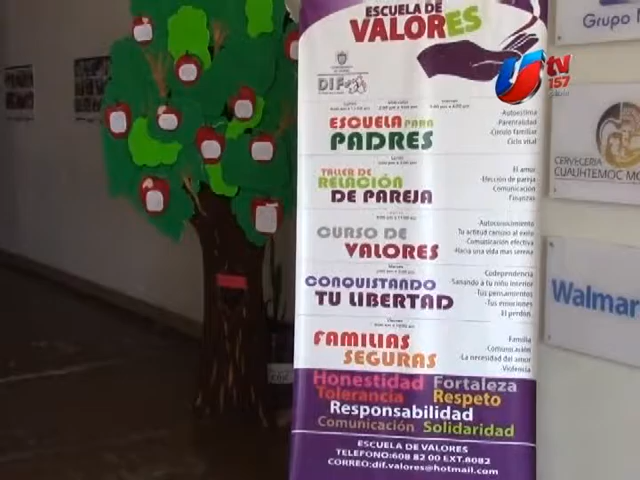 ESCUELA DE
VALORES
DIF
ESCUELA PARA
PADRES
Autoestima
Parentalidad
Círculo familiar
Ciclo vital
TALLER DE
RELACIÓN
DE PAREJA
El amor
Elección de pareja
Comunicación
Finanzas
CURSO DE
VALORES
Autoconocimiento
Tu actitud camino al éxito
Comunicación efectiva
Hacia una vida mas serena
CONQUISTANDO
TU LIBERTAD
Codependencia
Sanando a tu niño interior
Tus pensamientos
Tus emociones
El perdón
FAMILIAS
SEGURAS
Familia
Comunicación
La necesidad del amor
Violencia
Honestidad Fortaleza
Tolerancia Respeto
Responsabilidad
Comunicación Solidaridad
ESCUELA DE VALORES
TELEFONO:608 82 00 EXT.8082
CORREO:dif.valores@hotmail.com
tv
157
Grupo
CERVECERIA
CUAUHTEMOC MO
Walmar